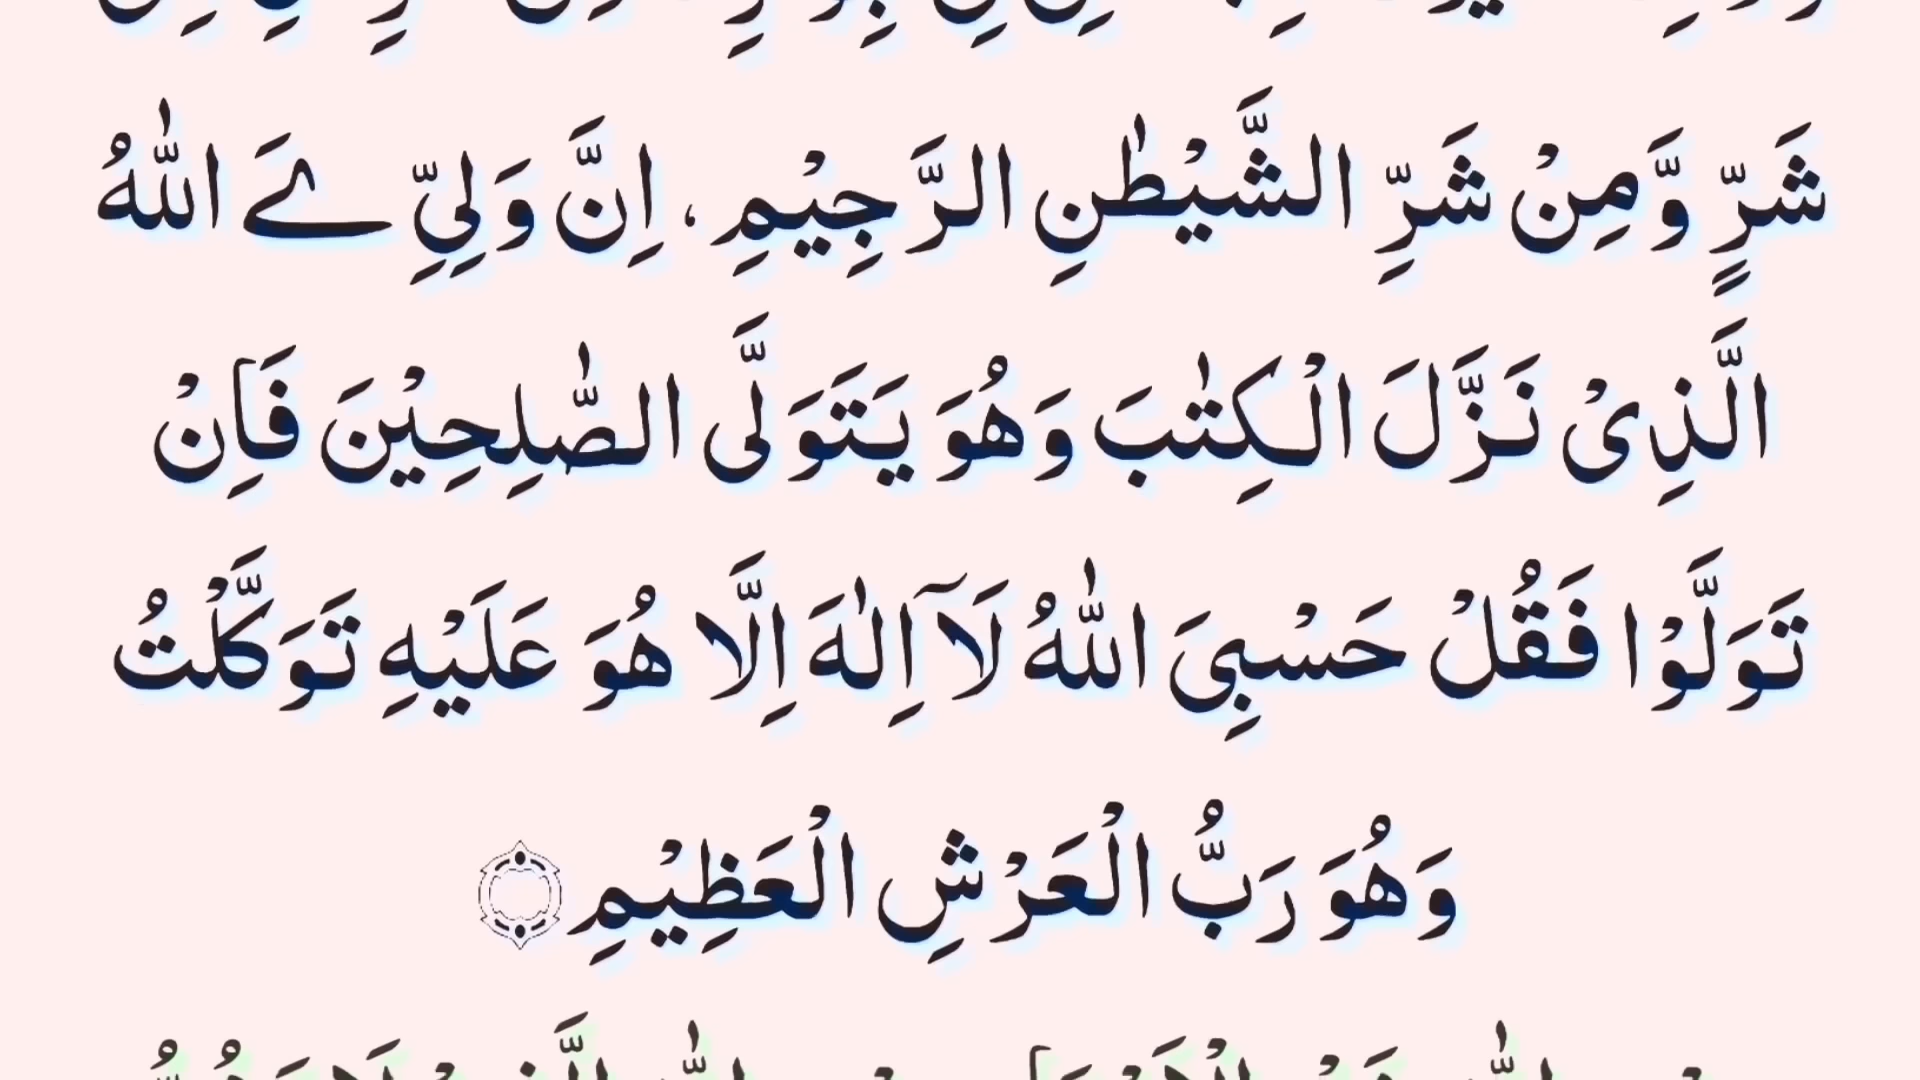 شَرٍّ وَّمِنْ شَرِّ الشَّيْطٰنِ الرَّجِيْمِ ، اِنَّ وَلِيِّ ےَ اللّٰهُ
الَّذِىْ نَزَّلَ الْكِتٰبَ وَهُوَ يَتَوَلَّى الصّٰلِحِيْنَ فَاِنْ
تَوَلَّوْا فَقُلْ حَسْبِىَ اللّٰهُ لَآ اِلٰهَ اِلَّا هُوَ عَلَيْهِ تَوَكَّلْتُ
وَهُوَ رَبُّ الْعَرْشِ الْعَظِيْمِ ۝